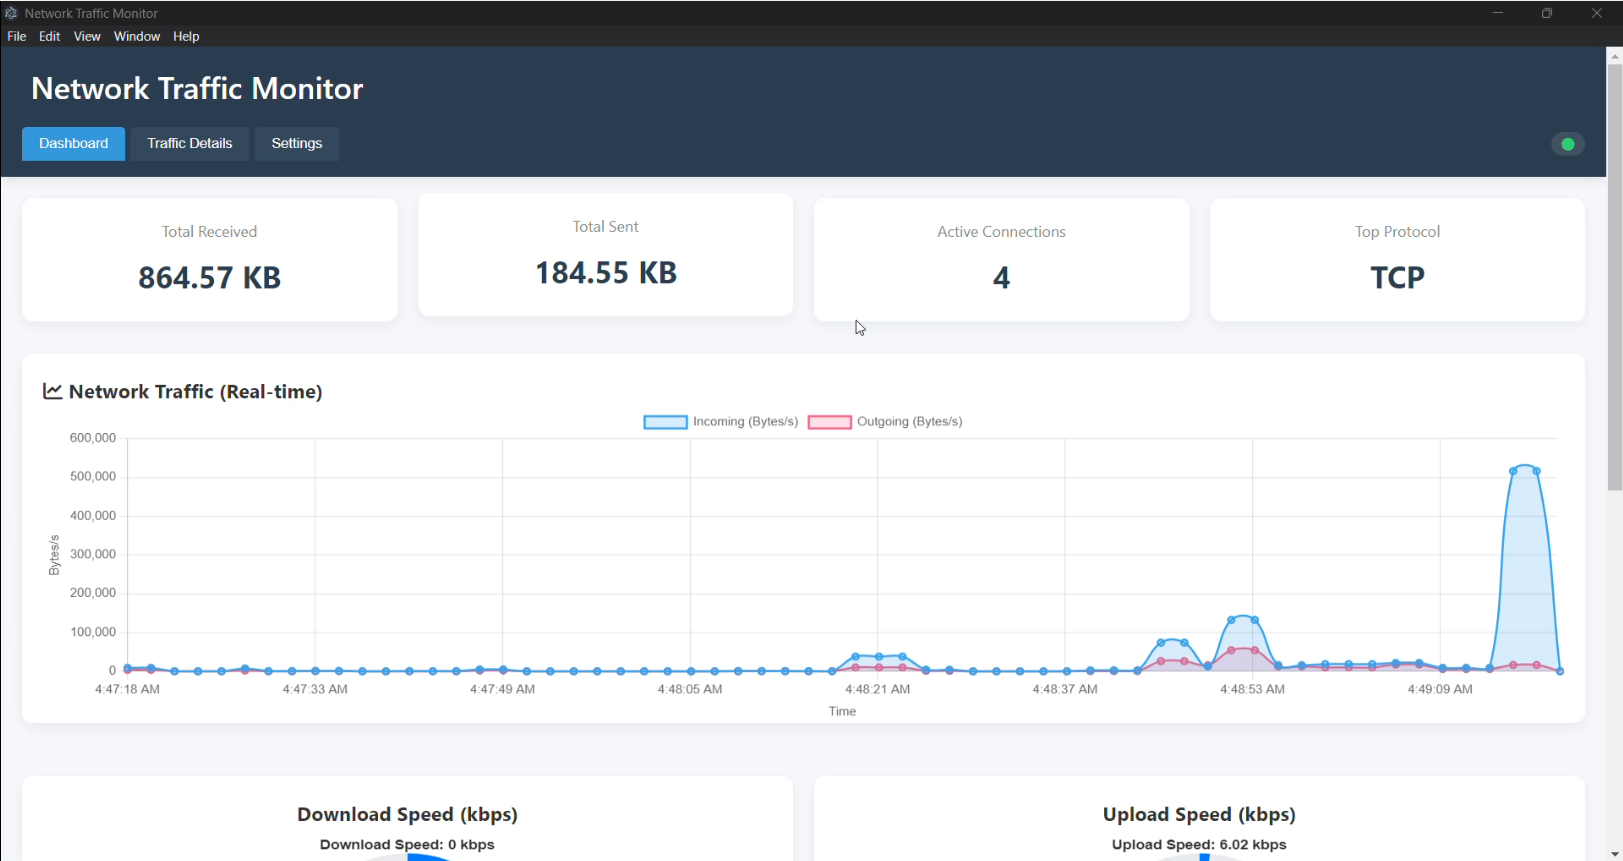 Network Traffic Monitor
File Edit View Window Help
Network Traffic Monitor
Dashboard Traffic Details Settings
Total Received
864.57 KB
Total Sent
184.55 KB
Active Connections
4
Top Protocol
TCP
Network Traffic (Real-time)
Incoming (Bytes/s) Outgoing (Bytes/s)
600,000
500,000
400,000
300,000
200,000
100,000
0
Bytes/s
4:47:18 AM 4:47:33 AM 4:47:49 AM 4:48:05 AM 4:48:21 AM 4:48:37 AM 4:48:53 AM 4:49:09 AM
Time
Download Speed (kbps)
Download Speed: 0 kbps
Upload Speed (kbps)
Upload Speed: 6.02 kbps